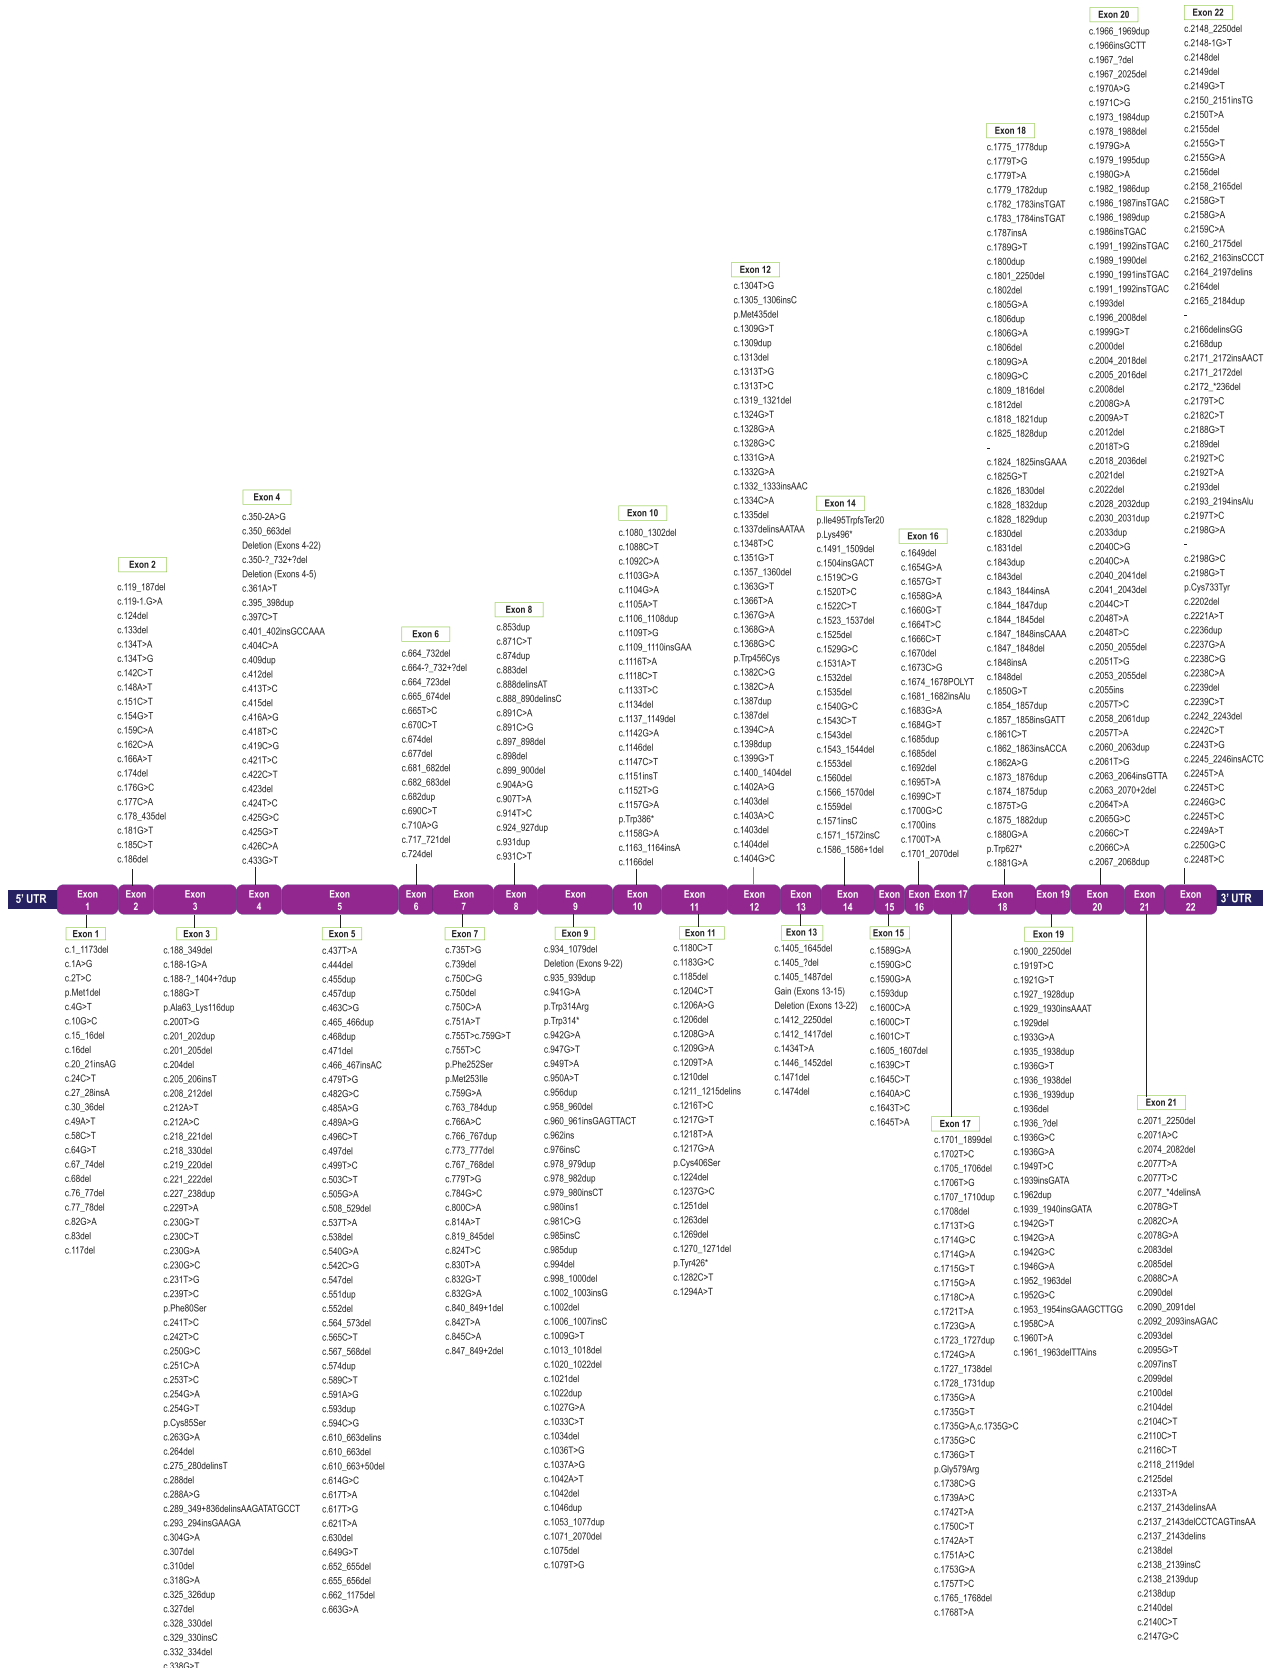 Exon 2
c.119_187del
c.119-1.G>A
c.124del
c.133del
c.134T>A
c.134T>G
c.142C>T
c.148A>T
c.151C>T
c.154G>T
c.159C>A
c.162C>A
c.166A>T
c.174del
c.176G>C
c.177C>A
c.178_435del
c.181G>T
c.185C>T
c.186del
Exon 4
c.350-2A>G
c.350_663del
Deletion (Exons 4-22)
c.350-?_732+?del
Deletion (Exons 4-5)
c.361A>T
c.395_398dup
c.397C>T
c.401_402insGCCAAA
c.404C>A
c.409dup
c.412del
c.413T>C
c.415del
c.416A>G
c.418T>C
c.419C>G
c.421T>C
c.422C>T
c.423del
c.424T>C
c.425G>C
c.425G>T
c.426C>A
c.433G>T
Exon 6
c.664_732del
c.664-?_732+?del
c.664_723del
c.665_674del
c.665T>C
c.670C>T
c.674del
c.677del
c.681_682del
c.682_683del
c.682dup
c.690C>T
c.710A>G
c.717_721del
c.724del
Exon 8
c.853dup
c.871C>T
c.874dup
c.883del
c.888delinsAT
c.888_890delinsC
c.891C>A
c.891C>G
c.897_898del
c.898del
c.899_900del
c.904A>G
c.907T>A
c.914T>C
c.924_927dup
c.931dup
c.931C>T
Exon 10
c.1080_1302del
c.1088C>T
c.1092C>A
c.1103G>A
c.1104G>A
c.1105A>T
c.1106_1108dup
c.1109T>G
c.1109_1110insGAA
c.1116T>A
c.1118C>T
c.1133T>C
c.1134del
c.1137_1149del
c.1142G>A
c.1146del
c.1147C>T
c.1151insT
c.1152T>G
c.1157G>A
p.Trp386*
c.1158G>A
c.1163_1164insA
c.1166del
Exon 12
c.1304T>G
c.1305_1306insC
p.Met435del
c.1309G>T
c.1309dup
c.1313del
c.1313T>G
c.1313T>C
c.1319_1321del
c.1324G>T
c.1328G>A
c.1328G>C
c.1331G>A
c.1332G>A
c.1332_1333insAAC
c.1334C>A
c.1335del
c.1337delinsAATAA
c.1348T>C
c.1351G>T
c.1357_1360del
c.1363G>T
c.1366T>A
c.1367G>A
c.1368G>A
c.1368G>C
p.Trp456Cys
c.1382C>G
c.1382C>A
c.1387dup
c.1387del
c.1394C>A
c.1398dup
c.1399G>T
c.1400_1404del
c.1402A>G
c.1403del
c.1403A>C
c.1403del
c.1404del
c.1404G>C
Exon 14
p.Ile495TrpfsTer20
p.Lys496*
c.1491_1509del
c.1504insGACT
c.1519C>G
c.1520T>C
c.1522C>T
c.1523_1537del
c.1525del
c.1529G>C
c.1531A>T
c.1532del
c.1535del
c.1540G>C
c.1543C>T
c.1543del
c.1543_1544del
c.1553del
c.1560del
c.1566_1570del
c.1559del
c.1571insC
c.1571_1572insC
c.1586_1586+1del
Exon 16
c.1649del
c.1654G>A
c.1657G>T
c.1658G>A
c.1660G>T
c.1664T>C
c.1666C>T
c.1670del
c.1673C>G
c.1674_1678POLYT
c.1681_1682insAlu
c.1683G>A
c.1684G>T
c.1685dup
c.1685del
c.1692del
c.1695T>A
c.1699C>T
c.1700G>C
c.1700ins
c.1700T>A
c.1701_2070del
Exon 18
c.1775_1778dup
c.1779T>G
c.1779T>A
c.1779_1782dup
c.1782_1783insTGAT
c.1783_1784insTGAT
c.1787insA
c.1789G>T
c.1800dup
c.1801_2250del
c.1802del
c.1805G>A
c.1806dup
c.1806G>A
c.1806del
c.1809G>A
c.1809G>C
c.1809_1816del
c.1812del
c.1818_1821dup
c.1825_1828dup
-
c.1824_1825insGAAA
c.1825G>T
c.1826_1830del
c.1828_1832dup
c.1828_1829dup
c.1830del
c.1831del
c.1843dup
c.1843del
c.1843_1844insA
c.1844_1847dup
c.1844_1845del
c.1847_1848insCAAA
c.1847_1848del
c.1848insA
c.1848del
c.1850G>T
c.1854_1857dup
c.1857_1858insGATT
c.1861C>T
c.1862_1863insACCA
c.1862A>G
c.1873_1876dup
c.1874_1875dup
c.1875T>G
c.1875_1882dup
c.1880G>A
p.Trp627*
c.1881G>A
Exon 20
c.1966_1969dup
c.1966insGCTT
c.1967_?del
c.1967_2025del
c.1970A>G
c.1971C>G
c.1973_1984dup
c.1978_1988del
c.1979G>A
c.1979_1995dup
c.1980G>A
c.1982_1986dup
c.1986_1987insTGAC
c.1986_1989dup
c.1986insTGAC
c.1991_1992insTGAC
c.1989_1990del
c.1990_1991insTGAC
c.1991_1992insTGAC
c.1993del
c.1996_2008del
c.1999G>T
c.2000del
c.2004_2018del
c.2005_2016del
c.2008del
c.2008G>A
c.2009A>T
c.2012del
c.2018T>G
c.2018_2036del
c.2021del
c.2022del
c.2028_2032dup
c.2030_2031dup
c.2033dup
c.2040C>G
c.2040C>A
c.2040_2041del
c.2041_2043del
c.2044C>T
c.2048T>A
c.2048T>C
c.2050_2055del
c.2051T>G
c.2053_2055del
c.2055ins
c.2057T>C
c.2058_2061dup
c.2057T>A
c.2060_2063dup
c.2061T>G
c.2063_2064insGTTA
c.2063_2070+2del
c.2064T>A
c.2065G>C
c.2066C>T
c.2066C>A
c.2067_2068dup
Exon 22
c.2148_2250del
c.2148-1G>T
c.2148del
c.2149del
c.2149G>T
c.2150_2151insTG
c.2150T>A
c.2155del
c.2155G>T
c.2155G>A
c.2156del
c.2158_2165del
c.2158G>T
c.2158G>A
c.2159C>A
c.2160_2175del
c.2162_2163insCCCT
c.2164_2197delins
c.2164del
c.2165_2184dup
-
c.2166delinsGG
c.2168dup
c.2171_2172insAACT
c.2171_2172del
c.2172_*236del
c.2179T>C
c.2182C>T
c.2188G>T
c.2189del
c.2192T>C
c.2192T>A
c.2193del
c.2193_2194insAlu
c.2197T>C
c.2198G>A
-
c.2198G>C
c.2198G>T
p.Cys733Tyr
c.2202del
c.2221A>T
c.2236dup
c.2237G>A
c.2238C>G
c.2238C>A
c.2239del
c.2239C>T
c.2242_2243del
c.2242C>T
c.2243T>G
c.2245_2246insACTC
c.2245T>A
c.2245T>C
c.2246G>C
c.2245T>C
c.2249A>T
c.2250G>C
c.2248T>C
5’ UTR
Exon
1
Exon
2
Exon
3
Exon
4
Exon
5
Exon
6
Exon
7
Exon
8
Exon
9
Exon
10
Exon
11
Exon
12
Exon
13
Exon
14
Exon
15
Exon
16
Exon 17
Exon
18
Exon 19
Exon
20
Exon
21
Exon
22
3’ UTR
Exon 1
c.1_1173del
c.1A>G
c.2T>C
p.Met1del
c.4G>T
c.10G>C
c.15_16del
c.16del
c.20_21insAG
c.24C>T
c.27_28insA
c.30_36del
c.49A>T
c.58C>T
c.64G>T
c.67_74del
c.68del
c.76_77del
c.77_78del
c.82G>A
c.83del
c.117del
Exon 3
c.188_349del
c.188-1G>A
c.188-?_1404+?dup
c.188G>T
p.Ala63_Lys116dup
c.200T>G
c.201_202dup
c.201_205del
c.204del
c.205_206insT
c.208_212del
c.212A>T
c.212A>C
c.218_221del
c.218_330del
c.219_220del
c.221_222del
c.227_238dup
c.229T>A
c.230G>T
c.230C>T
c.230G>A
c.230G>C
c.231T>G
c.239T>C
p.Phe80Ser
c.241T>C
c.242T>C
c.250G>C
c.251C>A
c.253T>C
c.254G>A
c.254G>T
p.Cys85Ser
c.263G>A
c.264del
c.275_280delinsT
c.288del
c.288A>G
c.289_349+836delinsAAGATATGCCT
c.293_294insGAAGA
c.304G>A
c.307del
c.310del
c.318G>A
c.325_326dup
c.327del
c.328_330del
c.329_330insC
c.332_334del
c.338G>T
Exon 5
c.437T>A
c.444del
c.455dup
c.457dup
c.463C>G
c.465_466dup
c.468dup
c.471del
c.466_467insAC
c.479T>G
c.482G>C
c.485A>G
c.489A>G
c.496C>T
c.497del
c.499T>C
c.503C>T
c.505G>A
c.508_529del
c.537T>A
c.538del
c.540G>A
c.542C>G
c.547del
c.551dup
c.552del
c.564_573del
c.565C>T
c.567_568del
c.574dup
c.589C>T
c.591A>G
c.593dup
c.594C>G
c.610_663delins
c.610_663del
c.610_663+50del
c.614G>C
c.617T>A
c.617T>G
c.621T>A
c.630del
c.649G>T
c.652_655del
c.655_656del
c.662_1175del
c.663G>A
Exon 7
c.735T>G
c.739del
c.750C>G
c.750del
c.750C>A
c.751A>T
c.755T>c.759G>T
c.755T>C
p.Phe252Ser
p.Met253Ile
c.759G>A
c.763_784dup
c.766A>C
c.766_767dup
c.773_777del
c.767_768del
c.779T>G
c.784G>C
c.800C>A
c.814A>T
c.819_845del
c.824T>C
c.830T>A
c.832G>T
c.832G>A
c.840_849+1del
c.842T>A
c.845C>A
c.847_849+2del
Exon 9
c.934_1079del
Deletion (Exons 9-22)
c.935_939dup
c.941G>A
p.Trp314Arg
p.Trp314*
c.942G>A
c.947G>T
c.949T>A
c.950A>T
c.956dup
c.958_960del
c.960_961insGAGTTACT
c.962ins
c.976insC
c.978_979dup
c.978_982dup
c.979_980insCT
c.980ins1
c.981C>G
c.985insC
c.985dup
c.994del
c.998_1000del
c.1002_1003insG
c.1002del
c.1006_1007insC
c.1009G>T
c.1013_1018del
c.1020_1022del
c.1021del
c.1022dup
c.1027G>A
c.1033C>T
c.1034del
c.1036T>G
c.1037A>G
c.1042A>T
c.1042del
c.1046dup
c.1053_1077dup
c.1071_2070del
c.1075del
c.1079T>G
Exon 11
c.1180C>T
c.1183G>C
c.1185del
c.1204C>T
c.1206A>G
c.1206del
c.1208G>A
c.1209G>A
c.1209T>A
c.1210del
c.1211_1215delins
c.1216T>C
c.1217G>T
c.1218T>A
c.1217G>A
p.Cys406Ser
c.1224del
c.1237G>C
c.1251del
c.1263del
c.1269del
c.1270_1271del
p.Tyr426*
c.1282C>T
c.1294A>T
Exon 13
c.1405_1645del
c.1405_?del
c.1405_1487del
Gain (Exons 13-15)
Deletion (Exons 13-22)
c.1412_2250del
c.1412_1417del
c.1434T>A
c.1446_1452del
c.1471del
c.1474del
Exon 15
c.1589G>A
c.1590G>C
c.1590G>A
c.1593dup
c.1600C>A
c.1600C>T
c.1601C>T
c.1605_1607del
c.1639C>T
c.1645C>T
c.1640A>C
c.1643T>C
c.1645T>A
Exon 17
c.1701_1899del
c.1702T>C
c.1705_1706del
c.1706T>G
c.1707_1710dup
c.1708del
c.1713T>G
c.1714G>C
c.1714G>A
c.1715G>T
c.1715G>A
c.1718C>A
c.1721T>A
c.1723G>A
c.1723_1727dup
c.1724G>A
c.1727_1738del
c.1728_1731dup
c.1735G>A
c.1735G>T
c.1735G>A,c.1735G>C
c.1735G>C
c.1736G>T
p.Gly579Arg
c.1738C>G
c.1739A>C
c.1742T>A
c.1750C>T
c.1742A>T
c.1751A>C
c.1753G>A
c.1757T>C
c.1765_1768del
c.1768T>A
Exon 19
c.1900_2250del
c.1919T>C
c.1921G>T
c.1927_1928dup
c.1929_1930insAAAT
c.1929del
c.1933G>A
c.1935_1938dup
c.1936G>T
c.1936_1938del
c.1936_1939dup
c.1936del
c.1936_?del
c.1936G>C
c.1936G>A
c.1949T>C
c.1939insGATA
c.1962dup
c.1939_1940insGATA
c.1942G>T
c.1942G>A
c.1942G>C
c.1946G>A
c.1952_1963del
c.1952G>C
c.1953_1954insGAAGCTTGG
c.1958C>A
c.1960T>A
c.1961_1963delTTAins
Exon 21
c.2071_2250del
c.2071A>C
c.2074_2082del
c.2077T>A
c.2077T>C
c.2077_*4delinsA
c.2078G>T
c.2082C>A
c.2078G>A
c.2083del
c.2085del
c.2088C>A
c.2090del
c.2090_2091del
c.2092_2093insAGAC
c.2093del
c.2095G>T
c.2097insT
c.2099del
c.2100del
c.2104del
c.2104C>T
c.2110C>T
c.2116C>T
c.2118_2119del
c.2125del
c.2133T>A
c.2137_2143delinsAA
c.2137_2143delCCTCAGTinsAA
c.2137_2143delins
c.2138del
c.2138_2139insC
c.2138_2139dup
c.2138dup
c.2140del
c.2140C>T
c.2147G>C